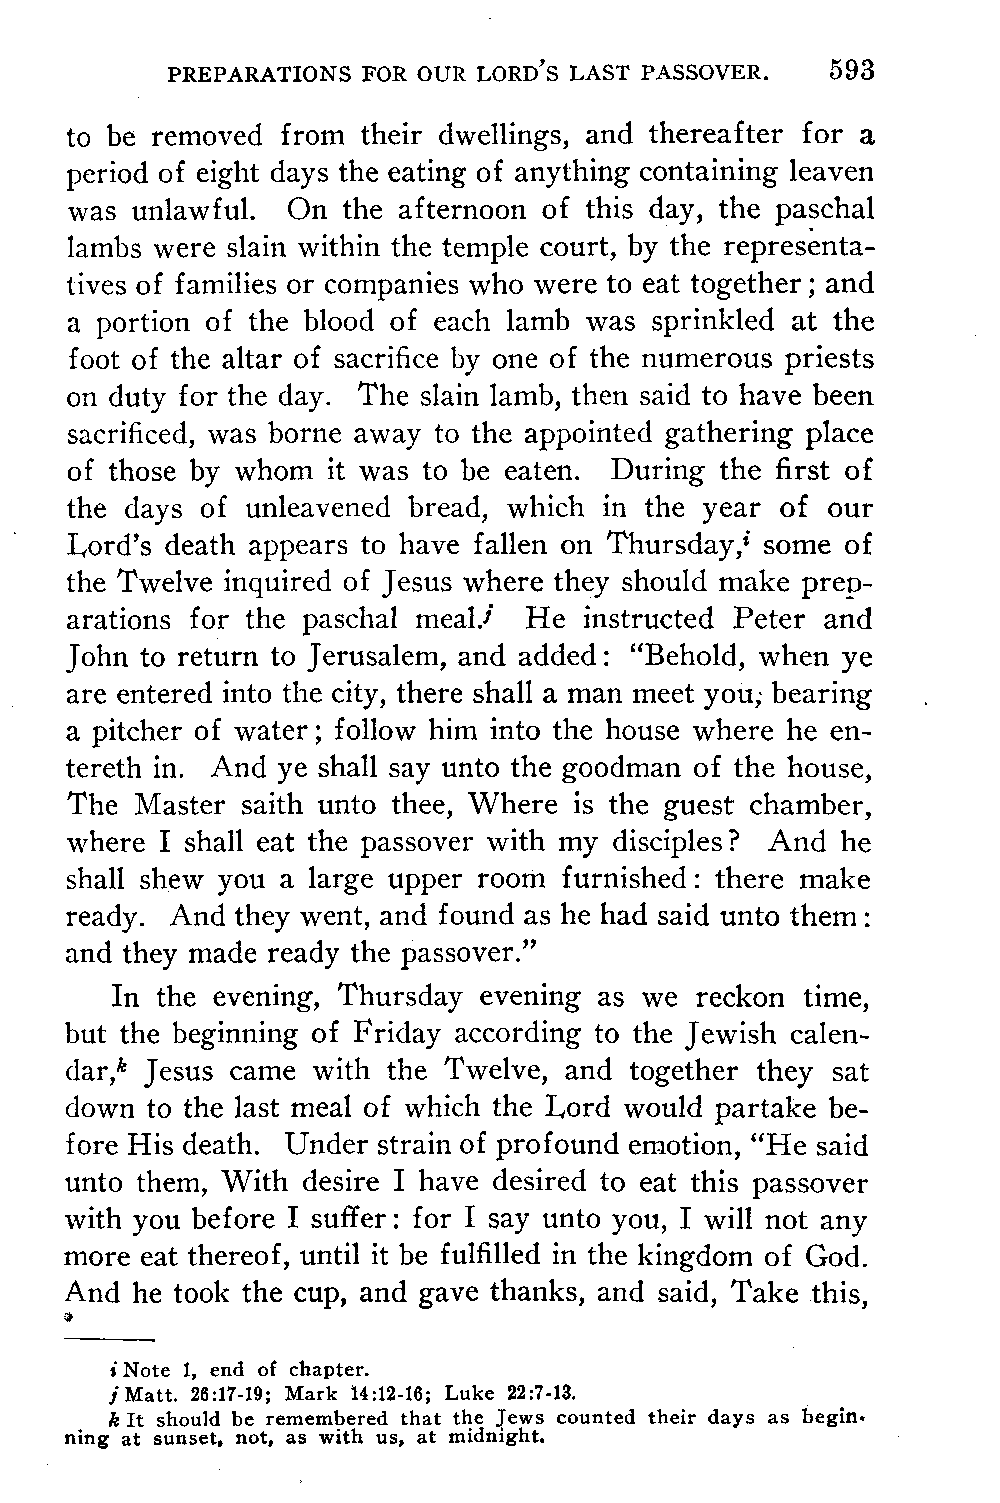 PREPARATIONS FOR OUR LORD'S LAST PASSOVER. 593
to be removed from their dwellings, and thereafter for a
period of eight days the eating of anything containing leaven
was unlawful. On the afternoon of this day, the paschal
lambs were slain within the temple court, by the representa-
tives of families or companies who were to eat together; and
a portion of the blood of each lamb was sprinkled at the
foot of the altar of sacrifice by one of the numerous priests
on duty for the day. The slain lamb, then said to have been
sacrificed, was borne away to the appointed gathering place
of those by whom it was to be eaten. During the first of
the days of unleavened bread, which in the year of our
Lord's death appears to have fallen on Thursday,i some of
the Twelve inquired of Jesus where they should make prep-
arations for the paschal meal.j He instructed Peter and
John to return to Jerusalem, and added: "Behold, when ye
are entered into the city, there shall a man meet you, bearing
a pitcher of water; follow him into the house where he en-
tereth in. And ye shall say unto the goodman of the house,
The Master saith unto thee, Where is the guest chamber,
where I shall eat the passover with my disciples? And he
shall shew you a large upper room furnished: there make
ready. And they went, and found as he had said unto them:
and they made ready the passover."
In the evening, Thursday evening as we reckon time,
but the beginning of Friday according to the Jewish calen-
dar,k Jesus came with the Twelve, and together they sat
down to the last meal of which the Lord would partake be-
fore His death. Under strain of profound emotion, "He said
unto them, With desire I have desired to eat this passover
with you before I suffer: for I say unto you, I will not any
more eat thereof, until it be fulfilled in the kingdom of God.
And he took the cup, and gave thanks, and said, Take this,
i Note 1, end of chapter.
j Matt. 26:17-19; Mark 14:12-16; Luke 22:7-13.
k It should be remembered that the Jews counted their days as begin-
ning at sunset, not, as with us, at midnight.